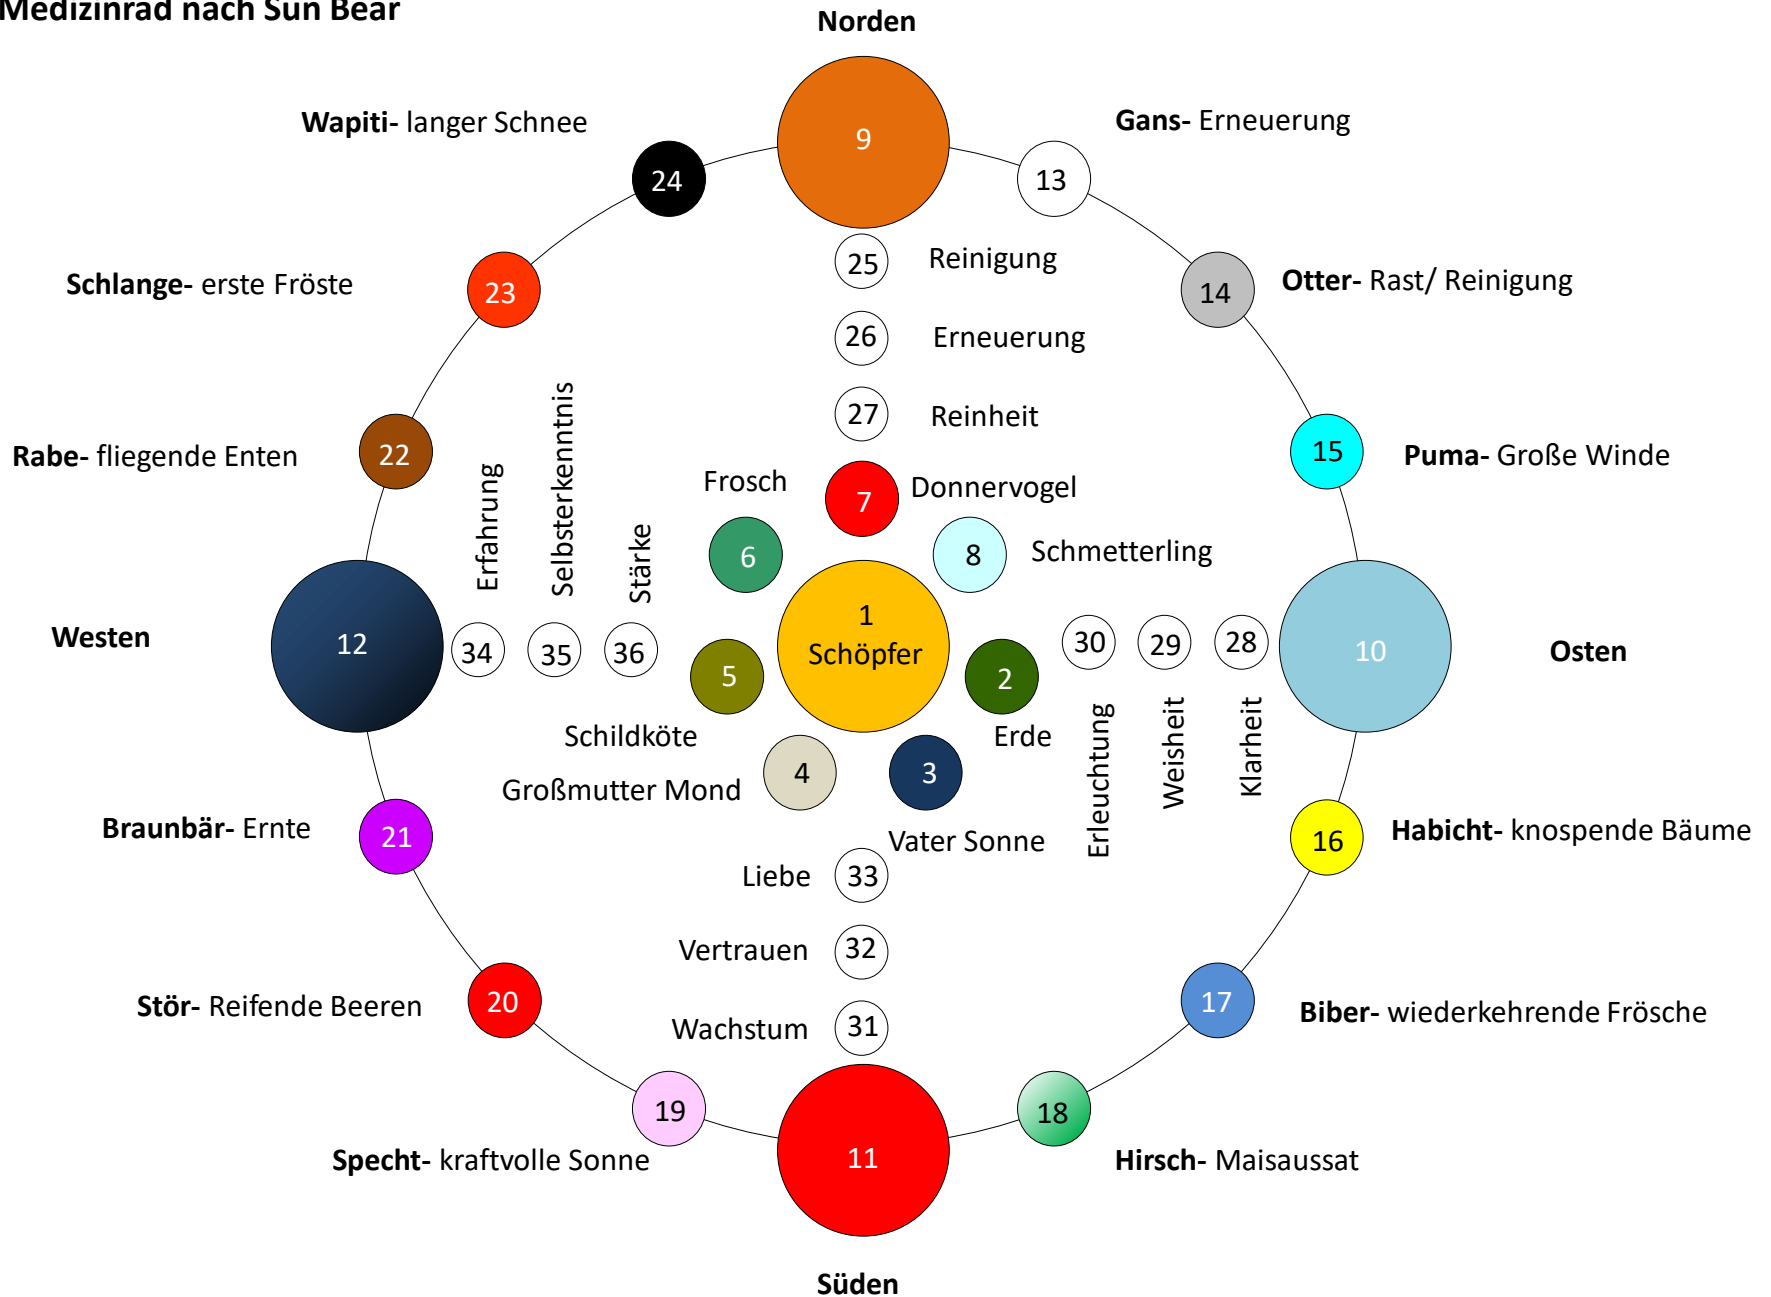 Medizinrad nach Sun Bear
Norden
Wapiti- langer Schnee
Gans- Erneuerung
9
24
13
Schlange- erste Fröste
23
25
Reinigung
14
Otter- Rast/ Reinigung
26
Erneuerung
27
Reinheit
Rabe- fliegende Enten
22
15
Puma- Große Winde
Erfahrung
Selbsterkenntnis
Stärke
Frosch
7
Donnervogel
6
8
Schmetterling
Westen
12
34
35
36
5
1
Schöpfer
2
30
29
28
10
Osten
Schildköte
Erde
Großmutter Mond
4
3
Vater Sonne
Erleuchtung
Weisheit
Klarheit
Braunbär- Ernte
21
16
Habicht- knospende Bäume
Liebe
33
Vertrauen
32
Stör- Reifende Beeren
20
17
Biber- wiederkehrende Frösche
Wachstum
31
19
18
Specht- kraftvolle Sonne
11
Hirsch- Maisaussat
Süden